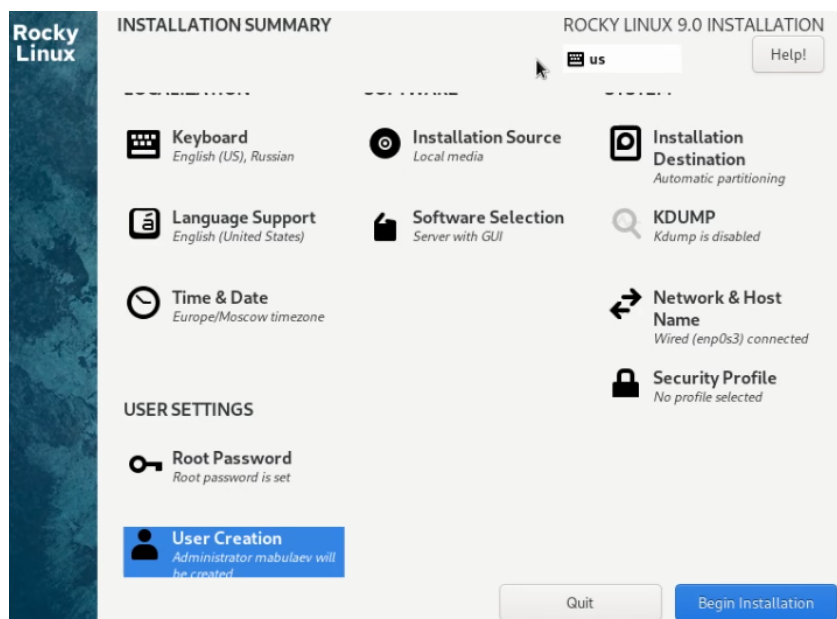 Rocky
Linux
INSTALLATION SUMMARY
ROCKY LINUX 9.0 INSTALLATION
us
Help!
Keyboard
English (US), Russian
Language Support
English (United States)
Time & Date
Europe/Moscow timezone
Installation Source
Local media
Software Selection
Server with GUI
Installation
Destination
Automatic partitioning
KDUMP
Kdump is disabled
Network & Host
Name
Wired (enp0s3) connected
Security Profile
No profile selected
USER SETTINGS
Root Password
Root password is set
User Creation
Administrator mabulaev will
be created
Quit
Begin Installation